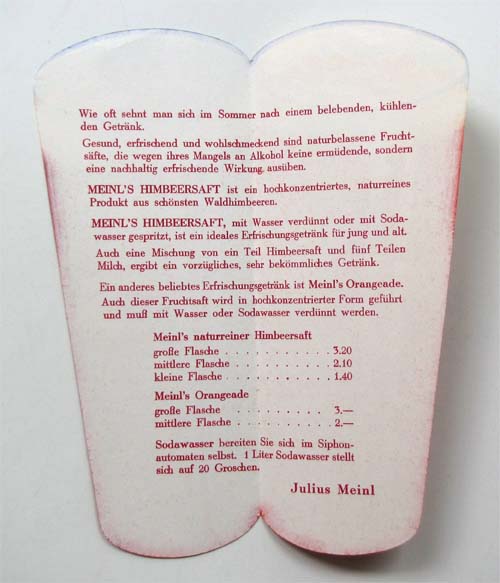 Wie oft sehnt man sich im Sommer nach einem belebenden, kühlen-
den Getränk.
Gesund, erfrischend und wohlschmeckend sind naturbelassene Frucht-
säfte, die wegen ihres Mangels an Alkohol keine ermüdende, sondern
eine nachhaltig erfrischende Wirkung ausüben.
MEINL'S HIMBEERSAFT ist ein hochkonzentriertes, naturreines
Produkt aus schönsten Waldhimbeeren.
MEINL'S HIMBEERSAFT, mit Wasser verdünnt oder mit Soda-
wasser gespritzt, ist ein ideales Erfrischungsgetränk für jung und alt.
Auch eine Mischung von ein Teil Himbeersaft und fünf Teilen
Milch, ergibt ein vorzügliches, sehr bekömmliches Getränk.
Ein anderes beliebtes Erfrischungsgetränk ist Meinl's Orangeade.
Auch dieser Fruchtsaft wird in hochkonzentrierter Form geführt
und muß mit Wasser oder Sodawasser verdünnt werden.
Meinl's naturreiner Himbeersaft
große Flasche . . . . . . . . . . 3.20
mittlere Flasche . . . . . . . . . 2.10
kleine Flasche . . . . . . . . . . 1.40
Meinl's Orangeade
große Flasche . . . . . . . . . . 3.—
mittlere Flasche . . . . . . . . . 2.—
Sodawasser bereiten Sie sich im Siphon-
automaten selbst. 1 Liter Sodawasser stellt
sich auf 20 Groschen.
Julius Meinl